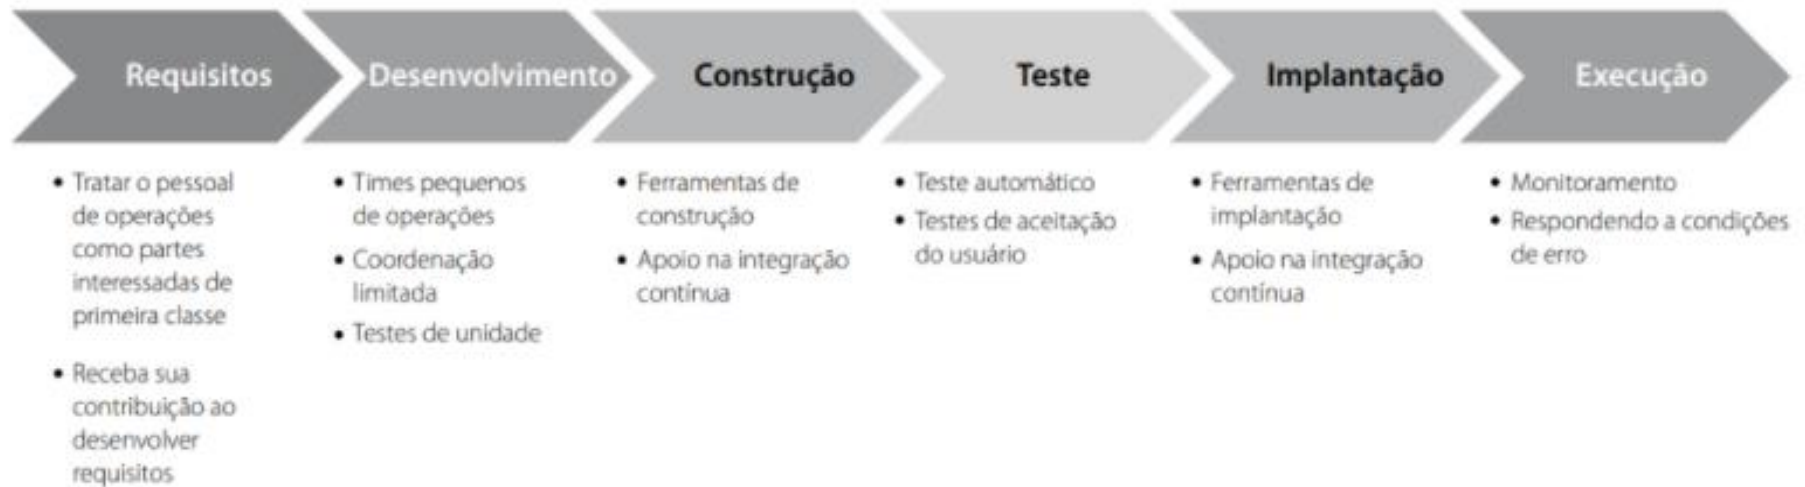 Requisitos
Desenvolvimento
Construção
Teste
Implantação
Execução
• Tratar o pessoal
de operações
como partes
interessadas de
primeira classe
• Receba sua
contribuição ao
desenvolver
requisitos
• Times pequenos
de operações
• Coordenação
limitada
• Testes de unidade
• Ferramentas de
construção
• Apoio na integração
contínua
• Teste automático
• Testes de aceitação
do usuário
• Ferramentas de
implantação
• Apoio na integração
contínua
• Monitoramento
• Respondendo a condições
de erro